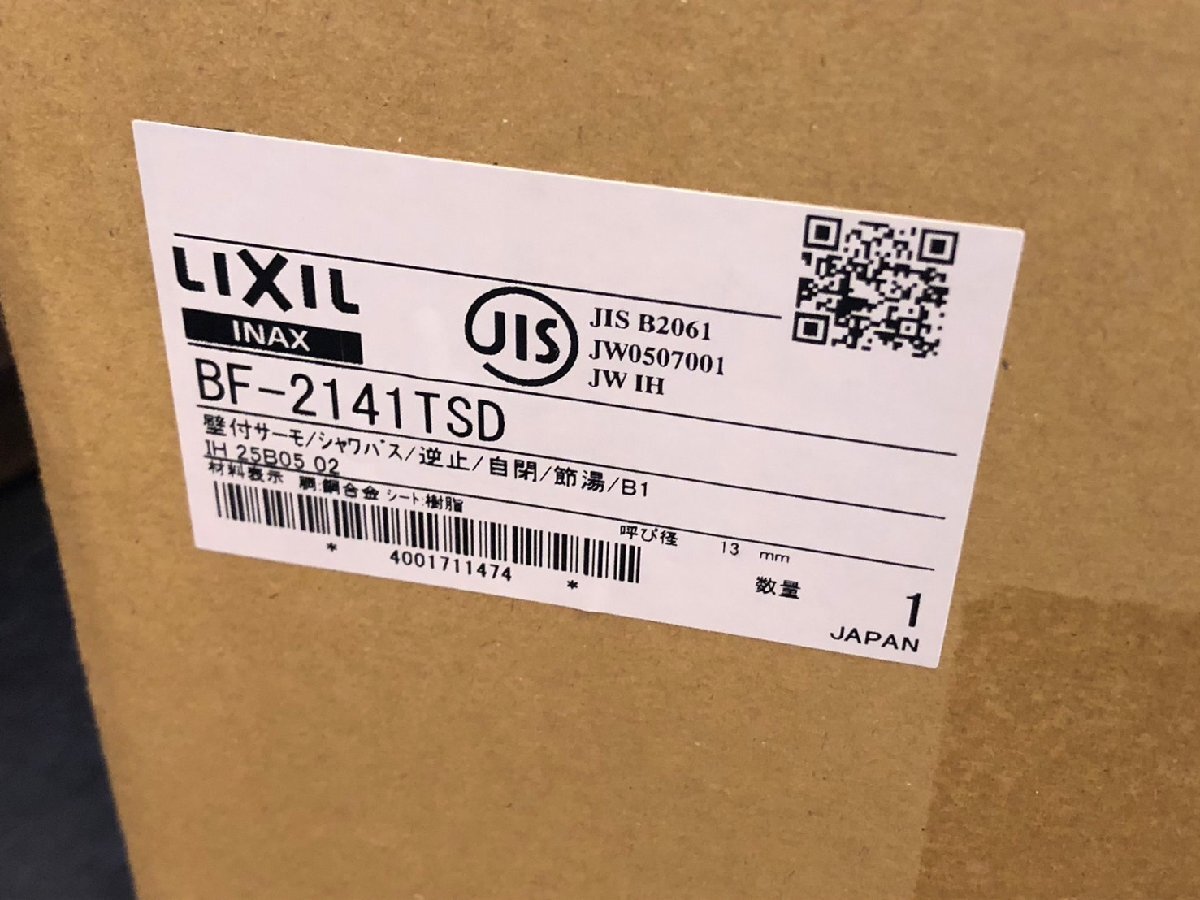 LIXIL
INAX
JIS
JIS B2061
JW0507001
JW IH
BF-2141TSD
壁付サーモ/シャワバス/逆止/自閉/節湯/B1
IH 25B05 02
材料表示 胴:銅合金 シート:樹脂
呼び径 13 mm
* 4001711474 *
数量 1
JAPAN